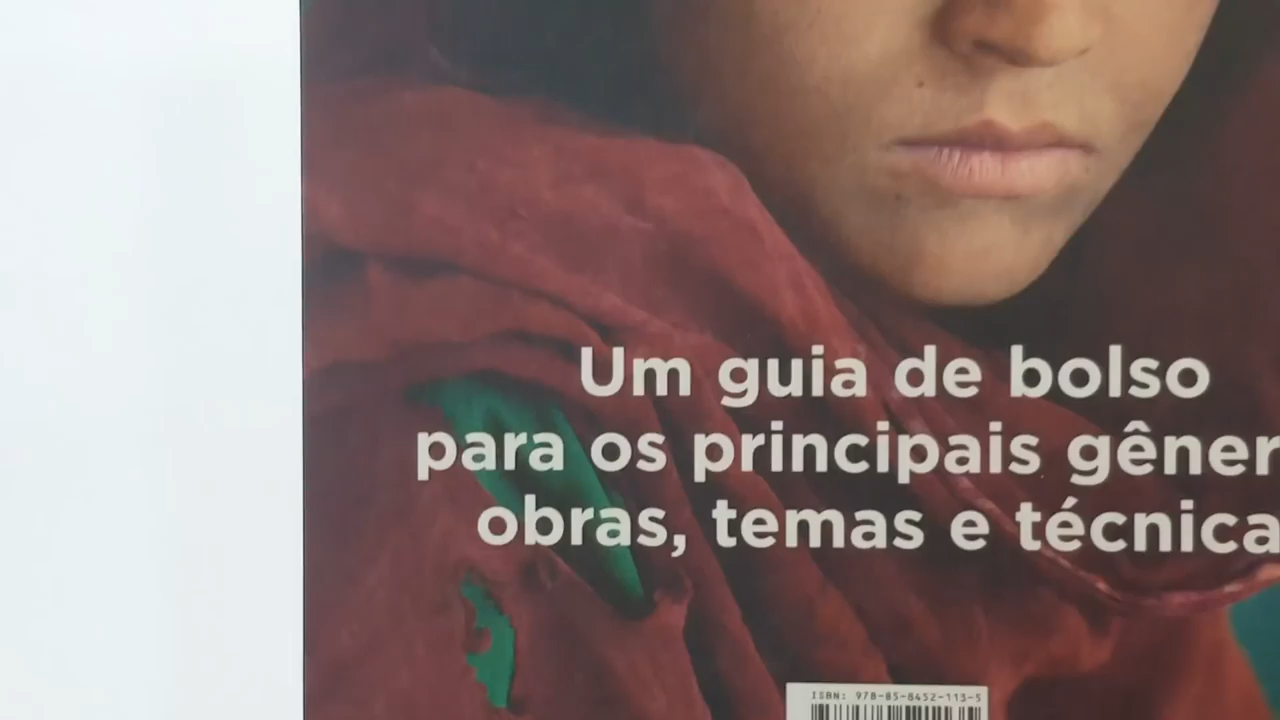 Um guia de bolso
para os principais gêner
obras, temas e técnica
ISBN: 978-85-8452-113-5